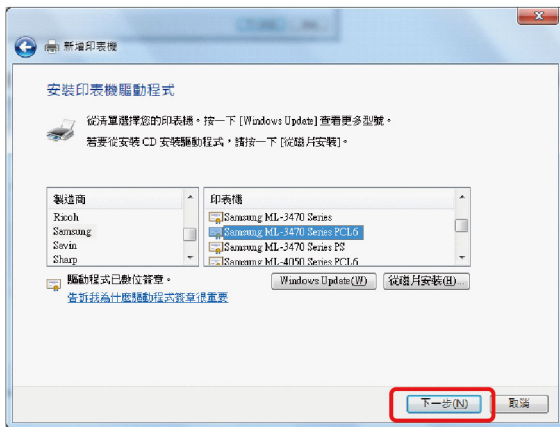 新增印表機
安裝印表機驅動程式
從清單選擇您的印表機。按一下 [Windows Update] 查看更多型號。
若要從安裝 CD 安裝驅動程式，請按一下 [從磁片安裝]。
製造商
Ricoh
Samsung
Savin
Sharp
印表機
Samsung ML-3470 Series
Samsung ML-3470 Series PCL6
Samsung ML-3470 Series PS
Samsung ML-4050 Series PCL6
驅動程式已數位簽章。
告訴我為什麼驅動程式簽章很重要
Windows Update(W)
從磁片安裝(H)...
下一步(N)
取消